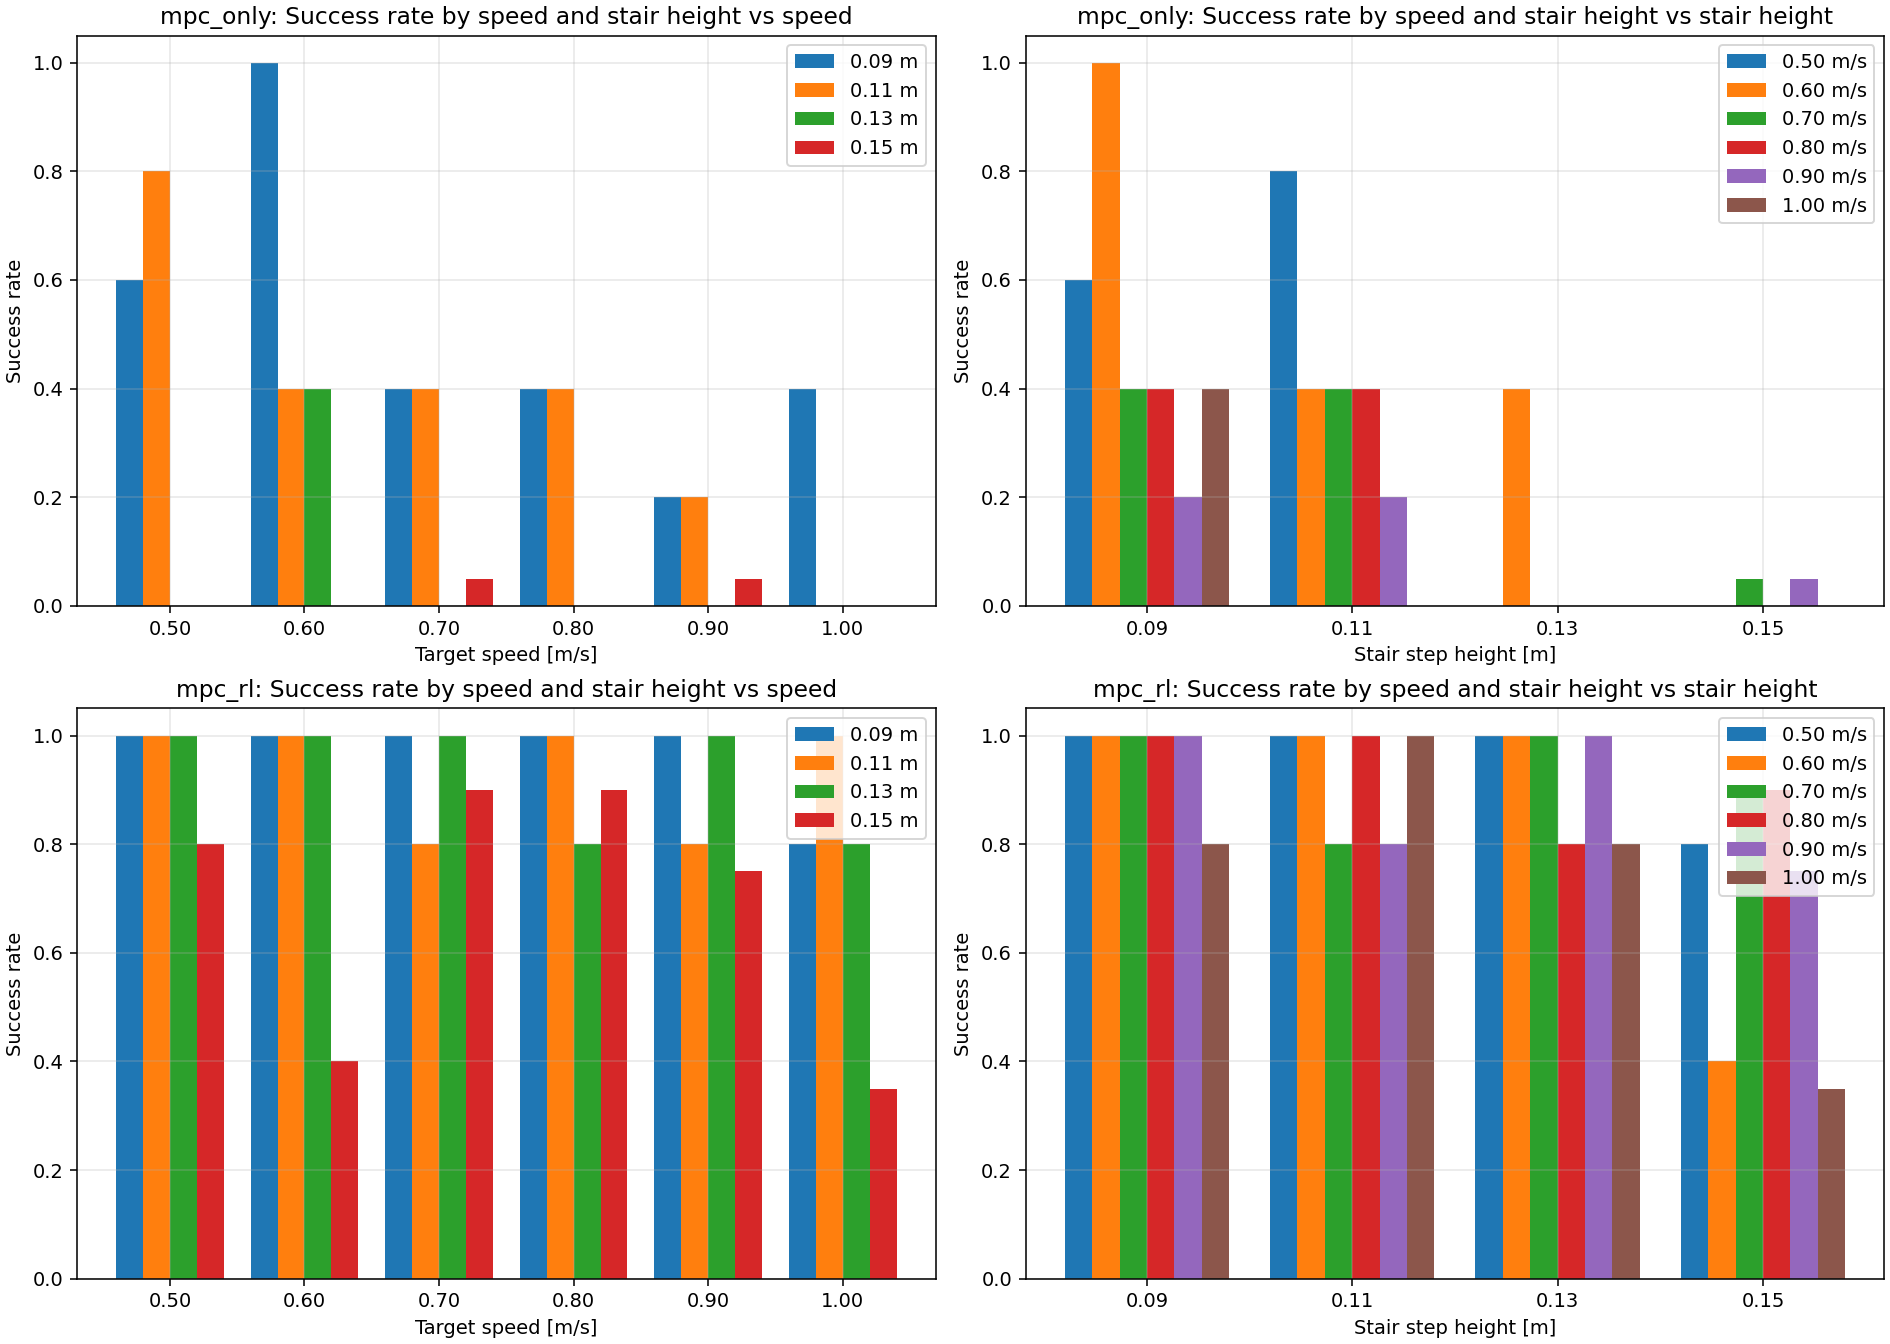 mpc_only: Success rate by speed and stair height vs speed
Success rate
1.0
0.8
0.6
0.4
0.2
0.0
0.09 m
0.11 m
0.13 m
0.15 m
0.50
0.60
0.70
0.80
0.90
1.00
Target speed [m/s]
mpc_only: Success rate by speed and stair height vs stair height
Success rate
1.0
0.8
0.6
0.4
0.2
0.0
0.50 m/s
0.60 m/s
0.70 m/s
0.80 m/s
0.90 m/s
1.00 m/s
0.09
0.11
0.13
0.15
Stair step height [m]
mpc_rl: Success rate by speed and stair height vs speed
Success rate
1.0
0.8
0.6
0.4
0.2
0.0
0.09 m
0.11 m
0.13 m
0.15 m
0.50
0.60
0.70
0.80
0.90
1.00
Target speed [m/s]
mpc_rl: Success rate by speed and stair height vs stair height
Success rate
1.0
0.8
0.6
0.4
0.2
0.0
0.50 m/s
0.60 m/s
0.70 m/s
0.80 m/s
0.90 m/s
1.00 m/s
0.09
0.11
0.13
0.15
Stair step height [m]